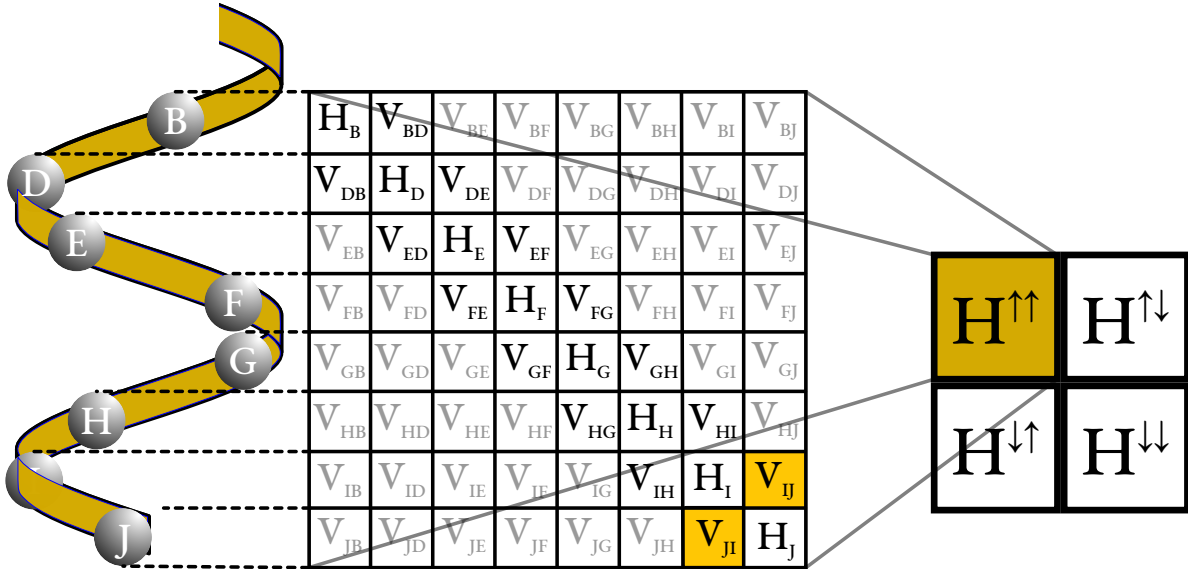 B
D
E
F
G
H
J
H_B V_BD V_BE V_BF V_BG V_BH V_BI V_BJ
V_DB H_D V_DE V_DF V_DG V_DH V_DI V_DJ
V_EB V_ED H_E V_EF V_EG V_EH V_EI V_EJ
V_FB V_FD V_FE H_F V_FG V_FH V_FI V_FJ
V_GB V_GD V_GE V_GF H_G V_GH V_GI V_GJ
V_HB V_HD V_HE V_HF V_HG H_H V_HI V_HJ
V_IB V_ID V_IE V_IF V_IG V_IH H_I V_IJ
V_JB V_JD V_JE V_JF V_JG V_JH V_JI H_J
H↑↑ H↑↓
H↓↑ H↓↓